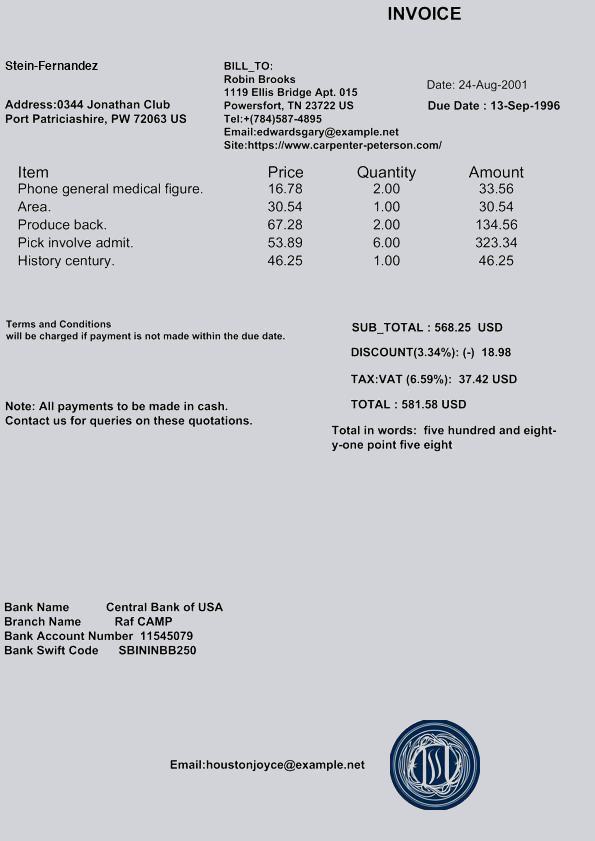 INVOICE
Stein-Fernandez
Address:0344 Jonathan Club
Port Patriciashire, PW 72063 US
BILL_TO:
Robin Brooks
1119 Ellis Bridge Apt. 015
Powersfort, TN 23722 US
Tel:+(784)587-4895
Email:edwardsgary@example.net
Site:https://www.carpenter-peterson.com/
Date: 24-Aug-2001
Due Date : 13-Sep-1996
Item Price Quantity Amount
Phone general medical figure. 16.78 2.00 33.56
Area. 30.54 1.00 30.54
Produce back. 67.28 2.00 134.56
Pick involve admit. 53.89 6.00 323.34
History century. 46.25 1.00 46.25
Terms and Conditions
will be charged if payment is not made within the due date.
SUB_TOTAL : 568.25 USD
DISCOUNT(3.34%): (-) 18.98
TAX:VAT (6.59%): 37.42 USD
TOTAL : 581.58 USD
Note: All payments to be made in cash.
Contact us for queries on these quotations.
Total in words: five hundred and eight-
y-one point five eight
Bank Name Central Bank of USA
Branch Name Raf CAMP
Bank Account Number 11545079
Bank Swift Code SBININBB250
Email:houstonjoyce@example.net